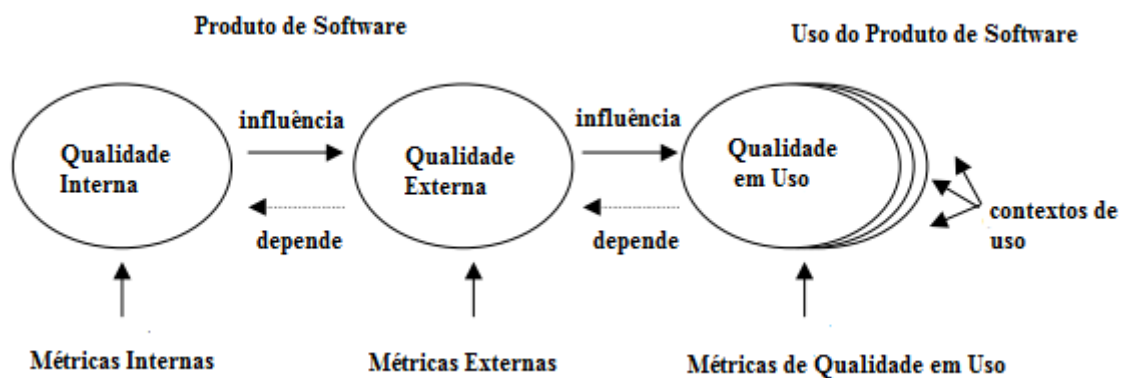 Produto de Software
Uso do Produto de Software
influência
influência
Qualidade
Interna
Qualidade
Externa
Qualidade
em Uso
depende
depende
contextos de
uso
Métricas Internas
Métricas Externas
Métricas de Qualidade em Uso